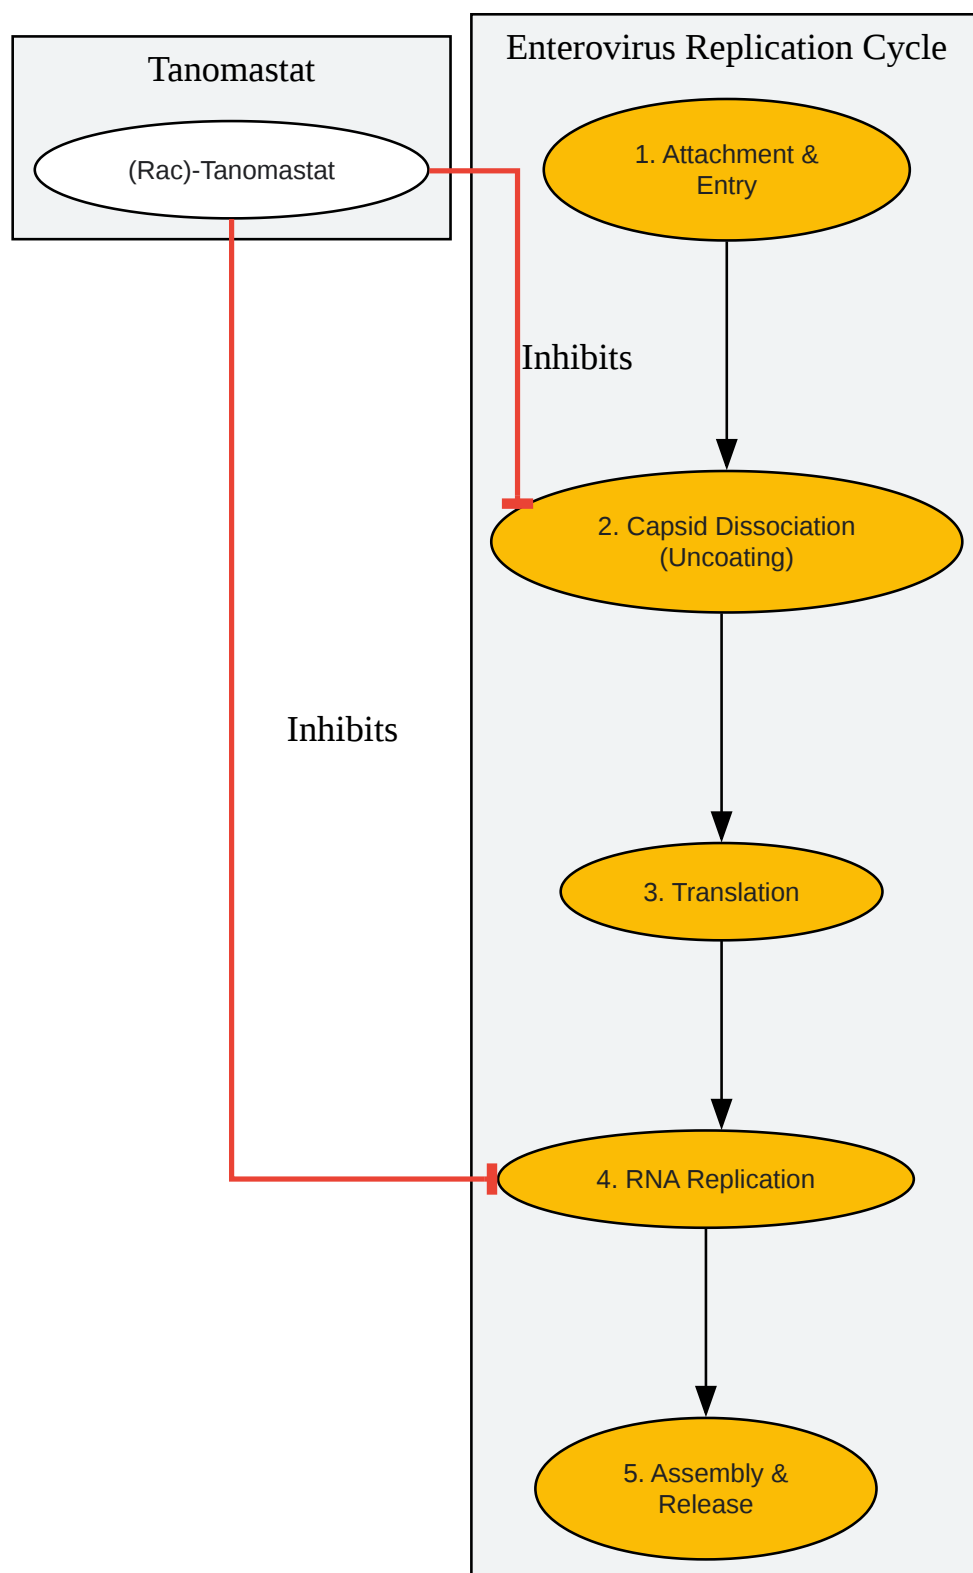 Tanomastat
(Rac)-Tanomastat
Enterovirus Replication Cycle
1. Attachment &
Entry
Inhibits
2. Capsid Dissociation
(Uncoating)
Inhibits
3. Translation
4. RNA Replication
5. Assembly &
Release